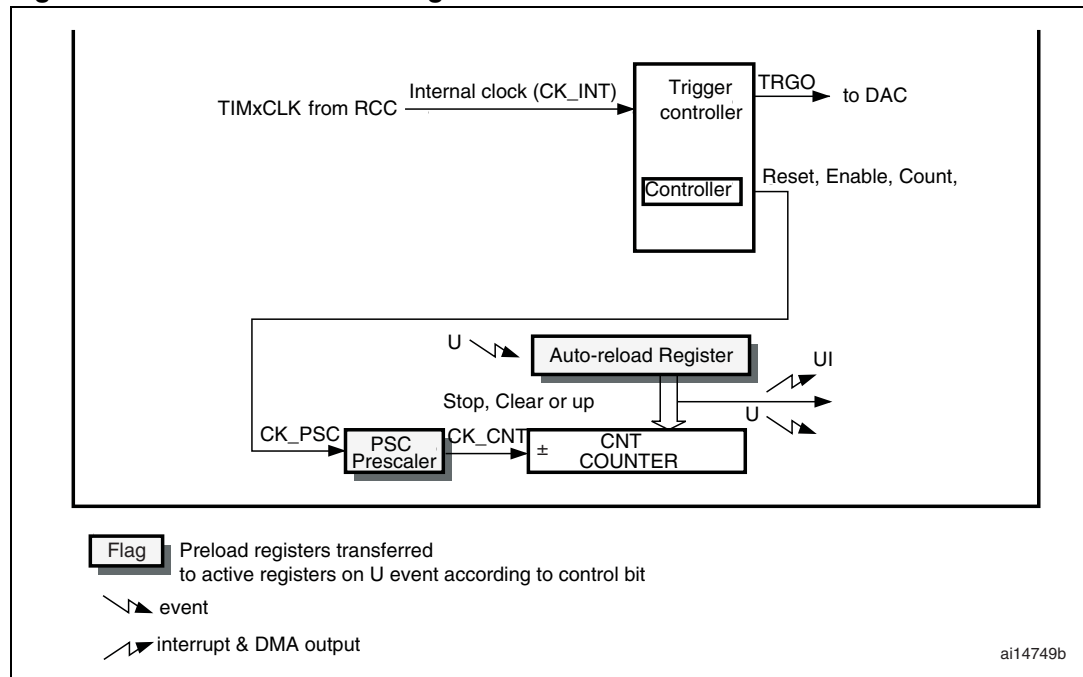 TIMxCLK from RCC
Internal clock (CK_INT)
Trigger
controller
TRGO
to DAC
Controller
Reset, Enable, Count,
U
Auto-reload Register
UI
Stop, Clear or up
U
CK_PSC
PSC
Prescaler
CK_CNT
±
CNT
COUNTER
Flag
Preload registers transferred
to active registers on U event according to control bit
event
interrupt & DMA output
ai14749b